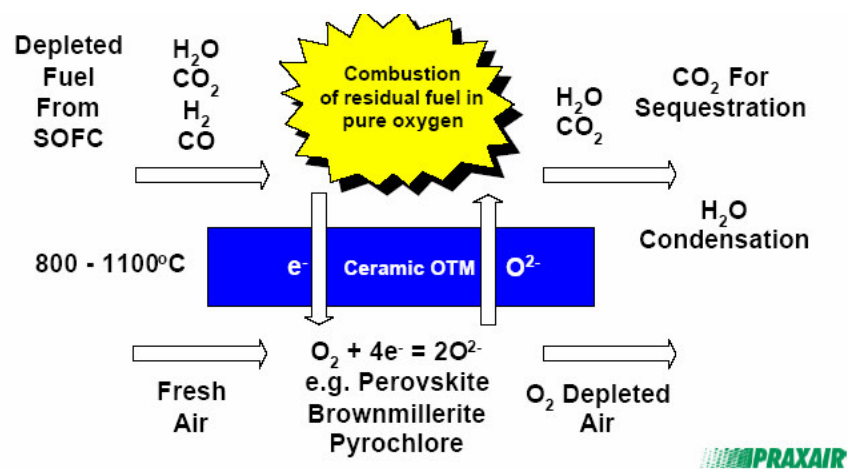 Depleted
Fuel
From
SOFC
H₂O
CO₂
H₂
CO
Combustion
of residual fuel in
pure oxygen
H₂O
CO₂
CO₂ For
Sequestration
H₂O
Condensation
800 - 1100ºC
e⁻
Ceramic OTM
O²⁻
O₂ + 4e⁻ = 2O²⁻
e.g. Perovskite
Brownmillerite
Pyrochlore
Fresh
Air
O₂ Depleted
Air
PRAXAIR